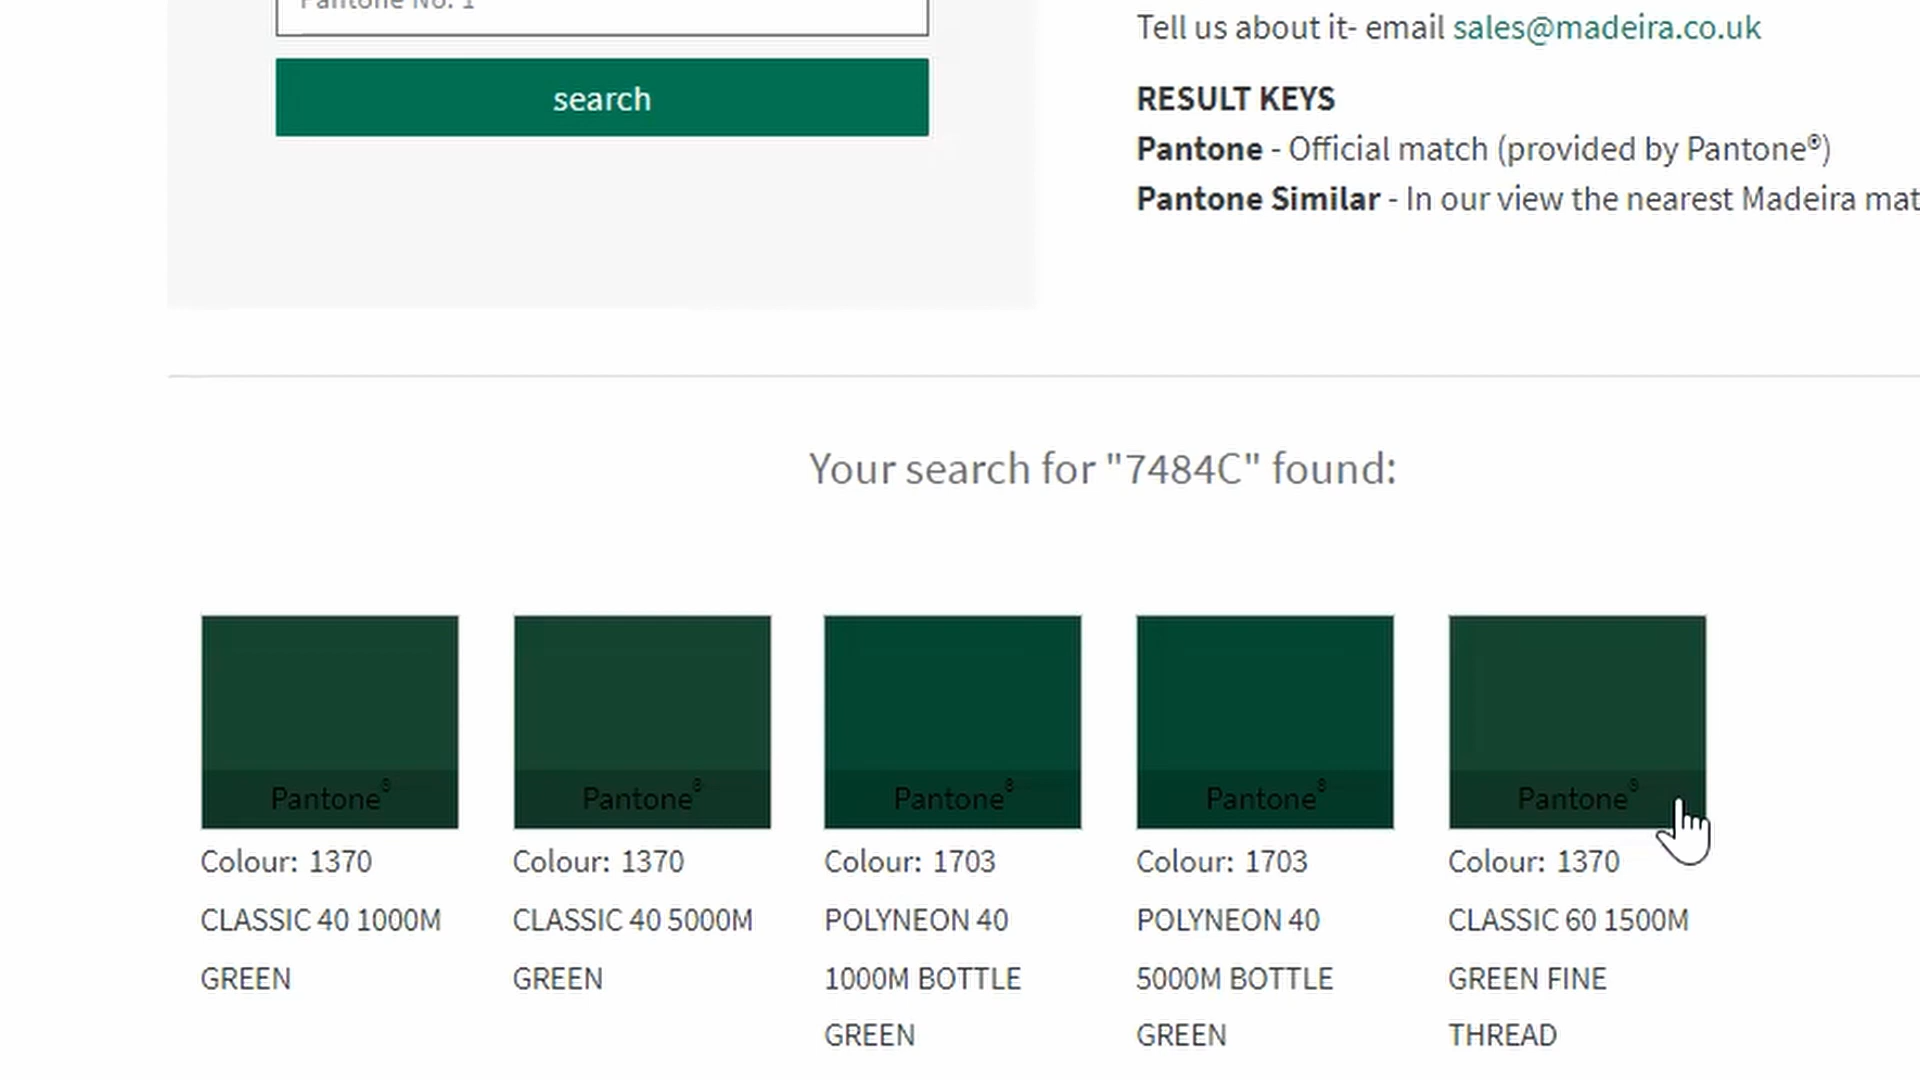 Pantone No. 1
search
Tell us about it- email sales@madeira.co.uk
RESULT KEYS
Pantone - Official match (provided by Pantone®)
Pantone Similar - In our view the nearest Madeira mat
Your search for "7484C" found:
Pantone® Pantone® Pantone® Pantone® Pantone®
Colour: 1370 Colour: 1370 Colour: 1703 Colour: 1703 Colour: 1370
CLASSIC 40 1000M CLASSIC 40 5000M POLYNEON 40 POLYNEON 40 CLASSIC 60 1500M
GREEN GREEN 1000M BOTTLE 5000M BOTTLE GREEN FINE
GREEN GREEN THREAD